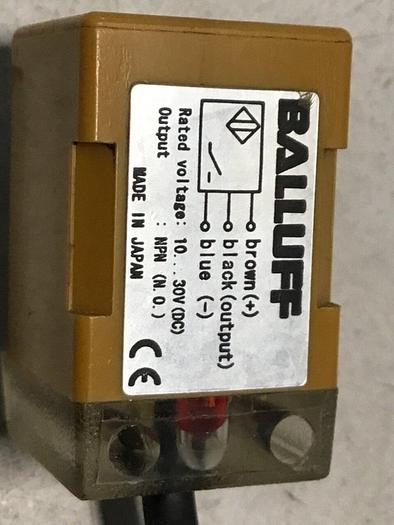 BALLUFF
brown (+)
black (output)
blue (-)
Rated voltage: 10...30V(DC)
Output : NPN (N.O.)
MADE IN JAPAN
CE